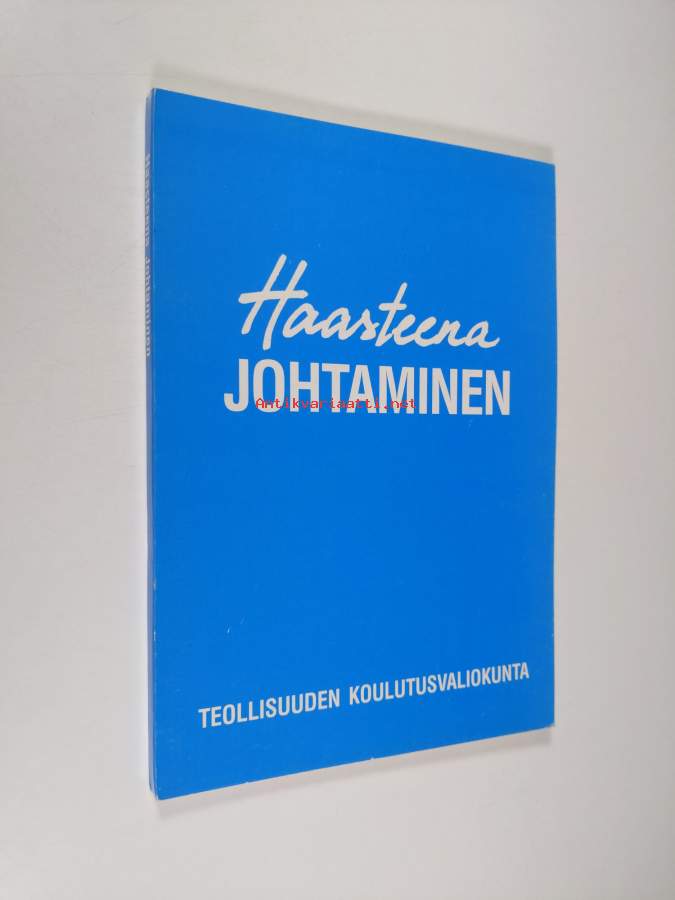 Haasteena Johtaminen
Haasteena
JOHTAMINEN
Antikvariaatti.net
TEOLLISUUDEN KOULUTUSVALIOKUNTA